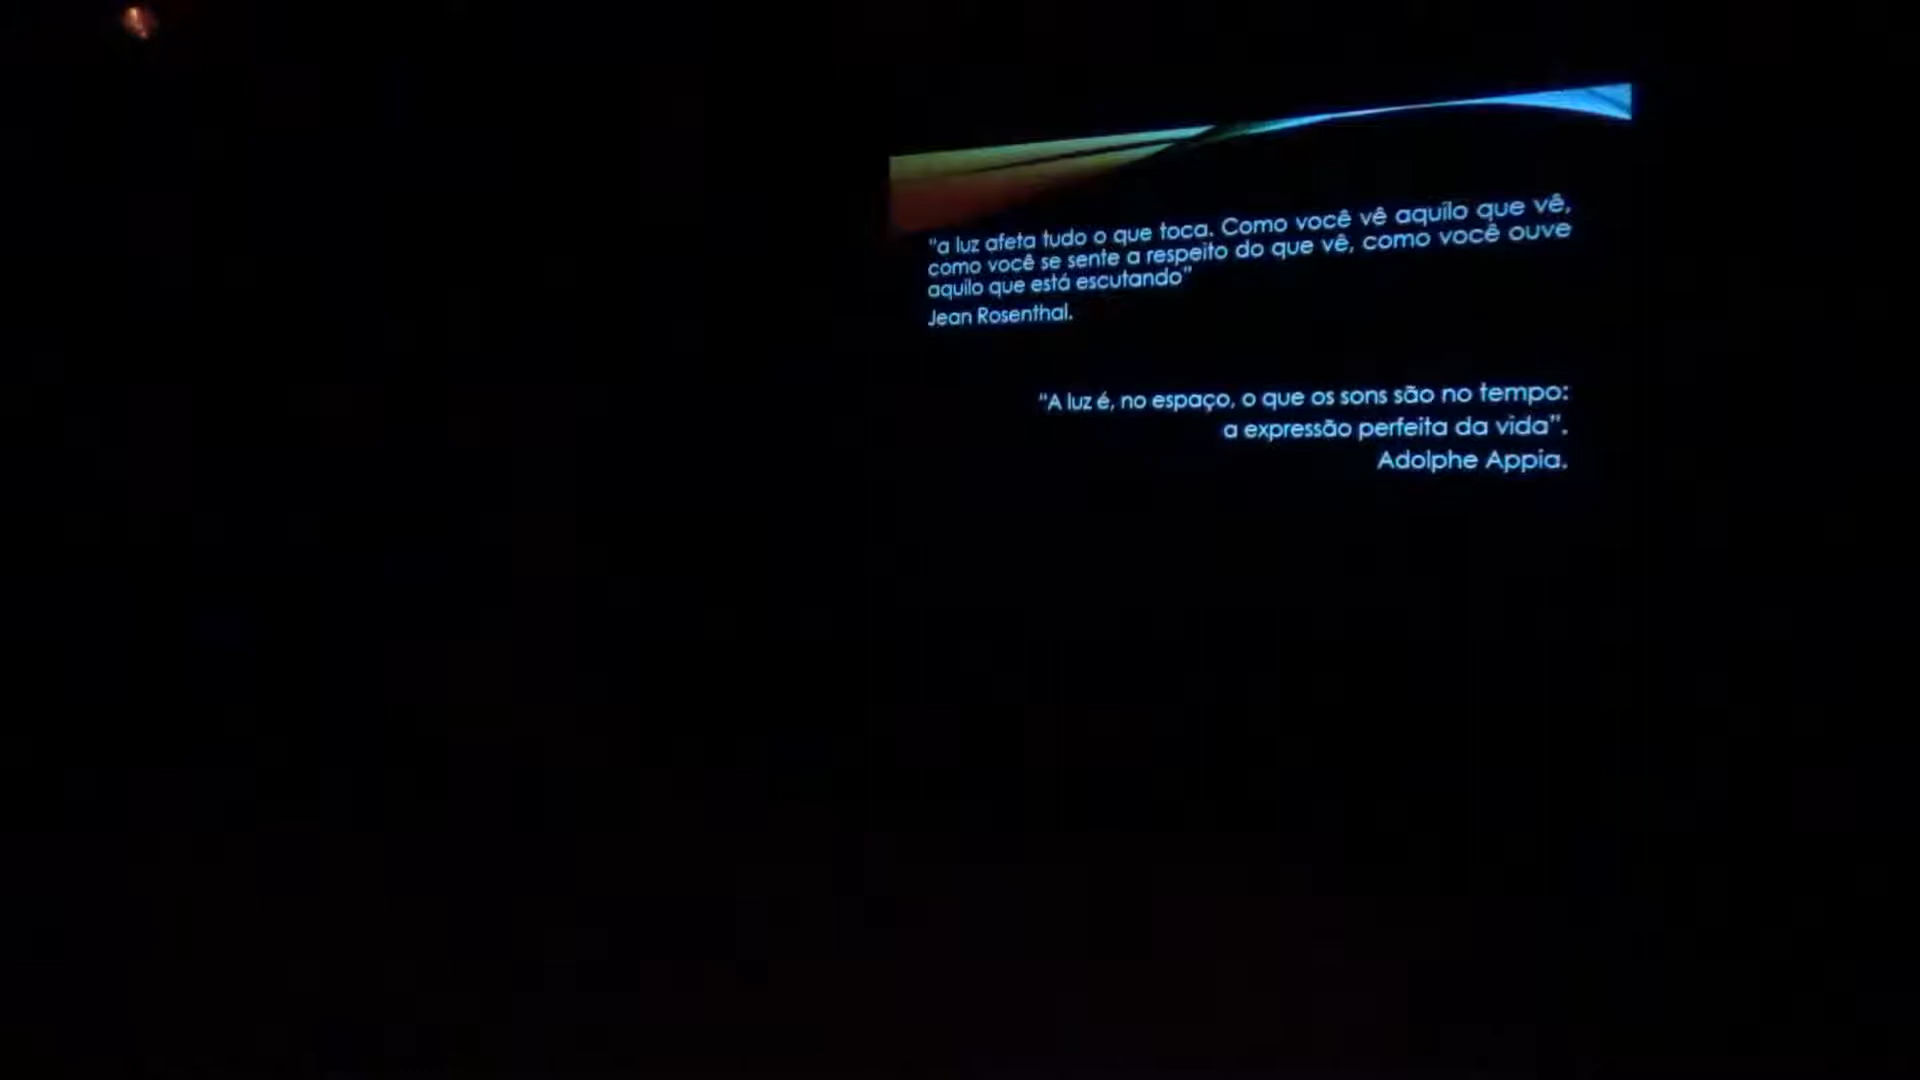 "a luz afeta tudo o que toca. Como você vê aquilo que vê,
como você se sente a respeito do que vê, como você ouve
aquilo que está escutando"
Jean Rosenthal.
"A luz é, no espaço, o que os sons são no tempo:
a expressão perfeita da vida".
Adolphe Appia.